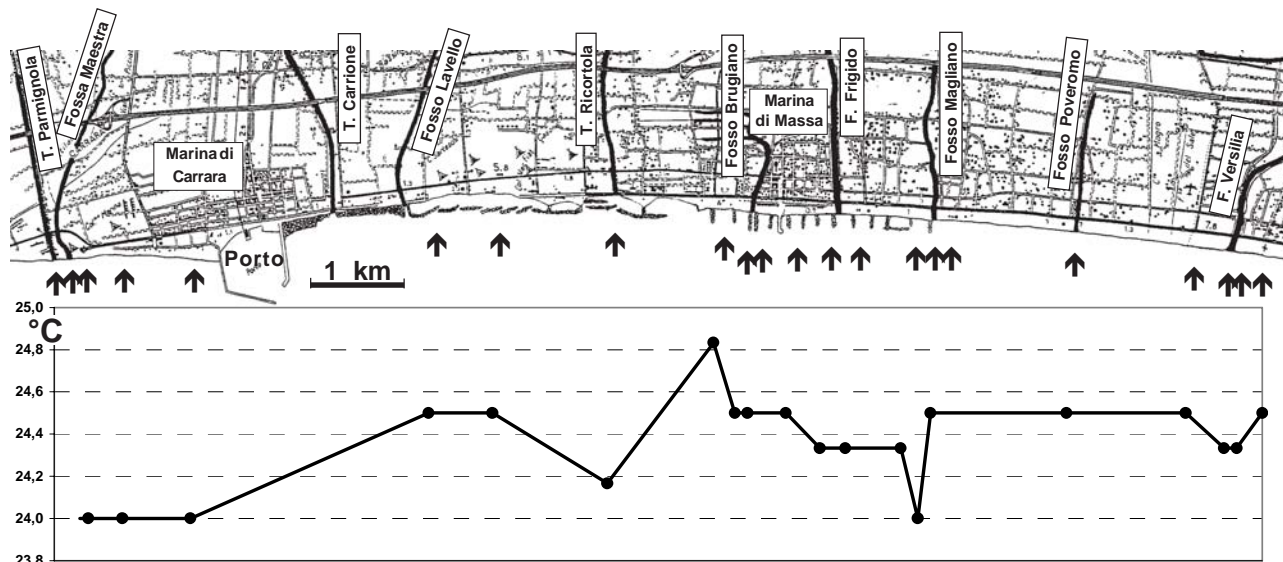 T. Parmignola
Fossa Maestra
T. Carrione
Fosso Lavello
T. Ricortola
Fosso Brugiano
Marina
di Massa
F. Frigido
Fosso Magliano
Fosso Poveromo
F. Versilia
Marina di
Carrara
Porto
1 km
25,0
°C
24,8
24,6
24,4
24,2
24,0
23,8